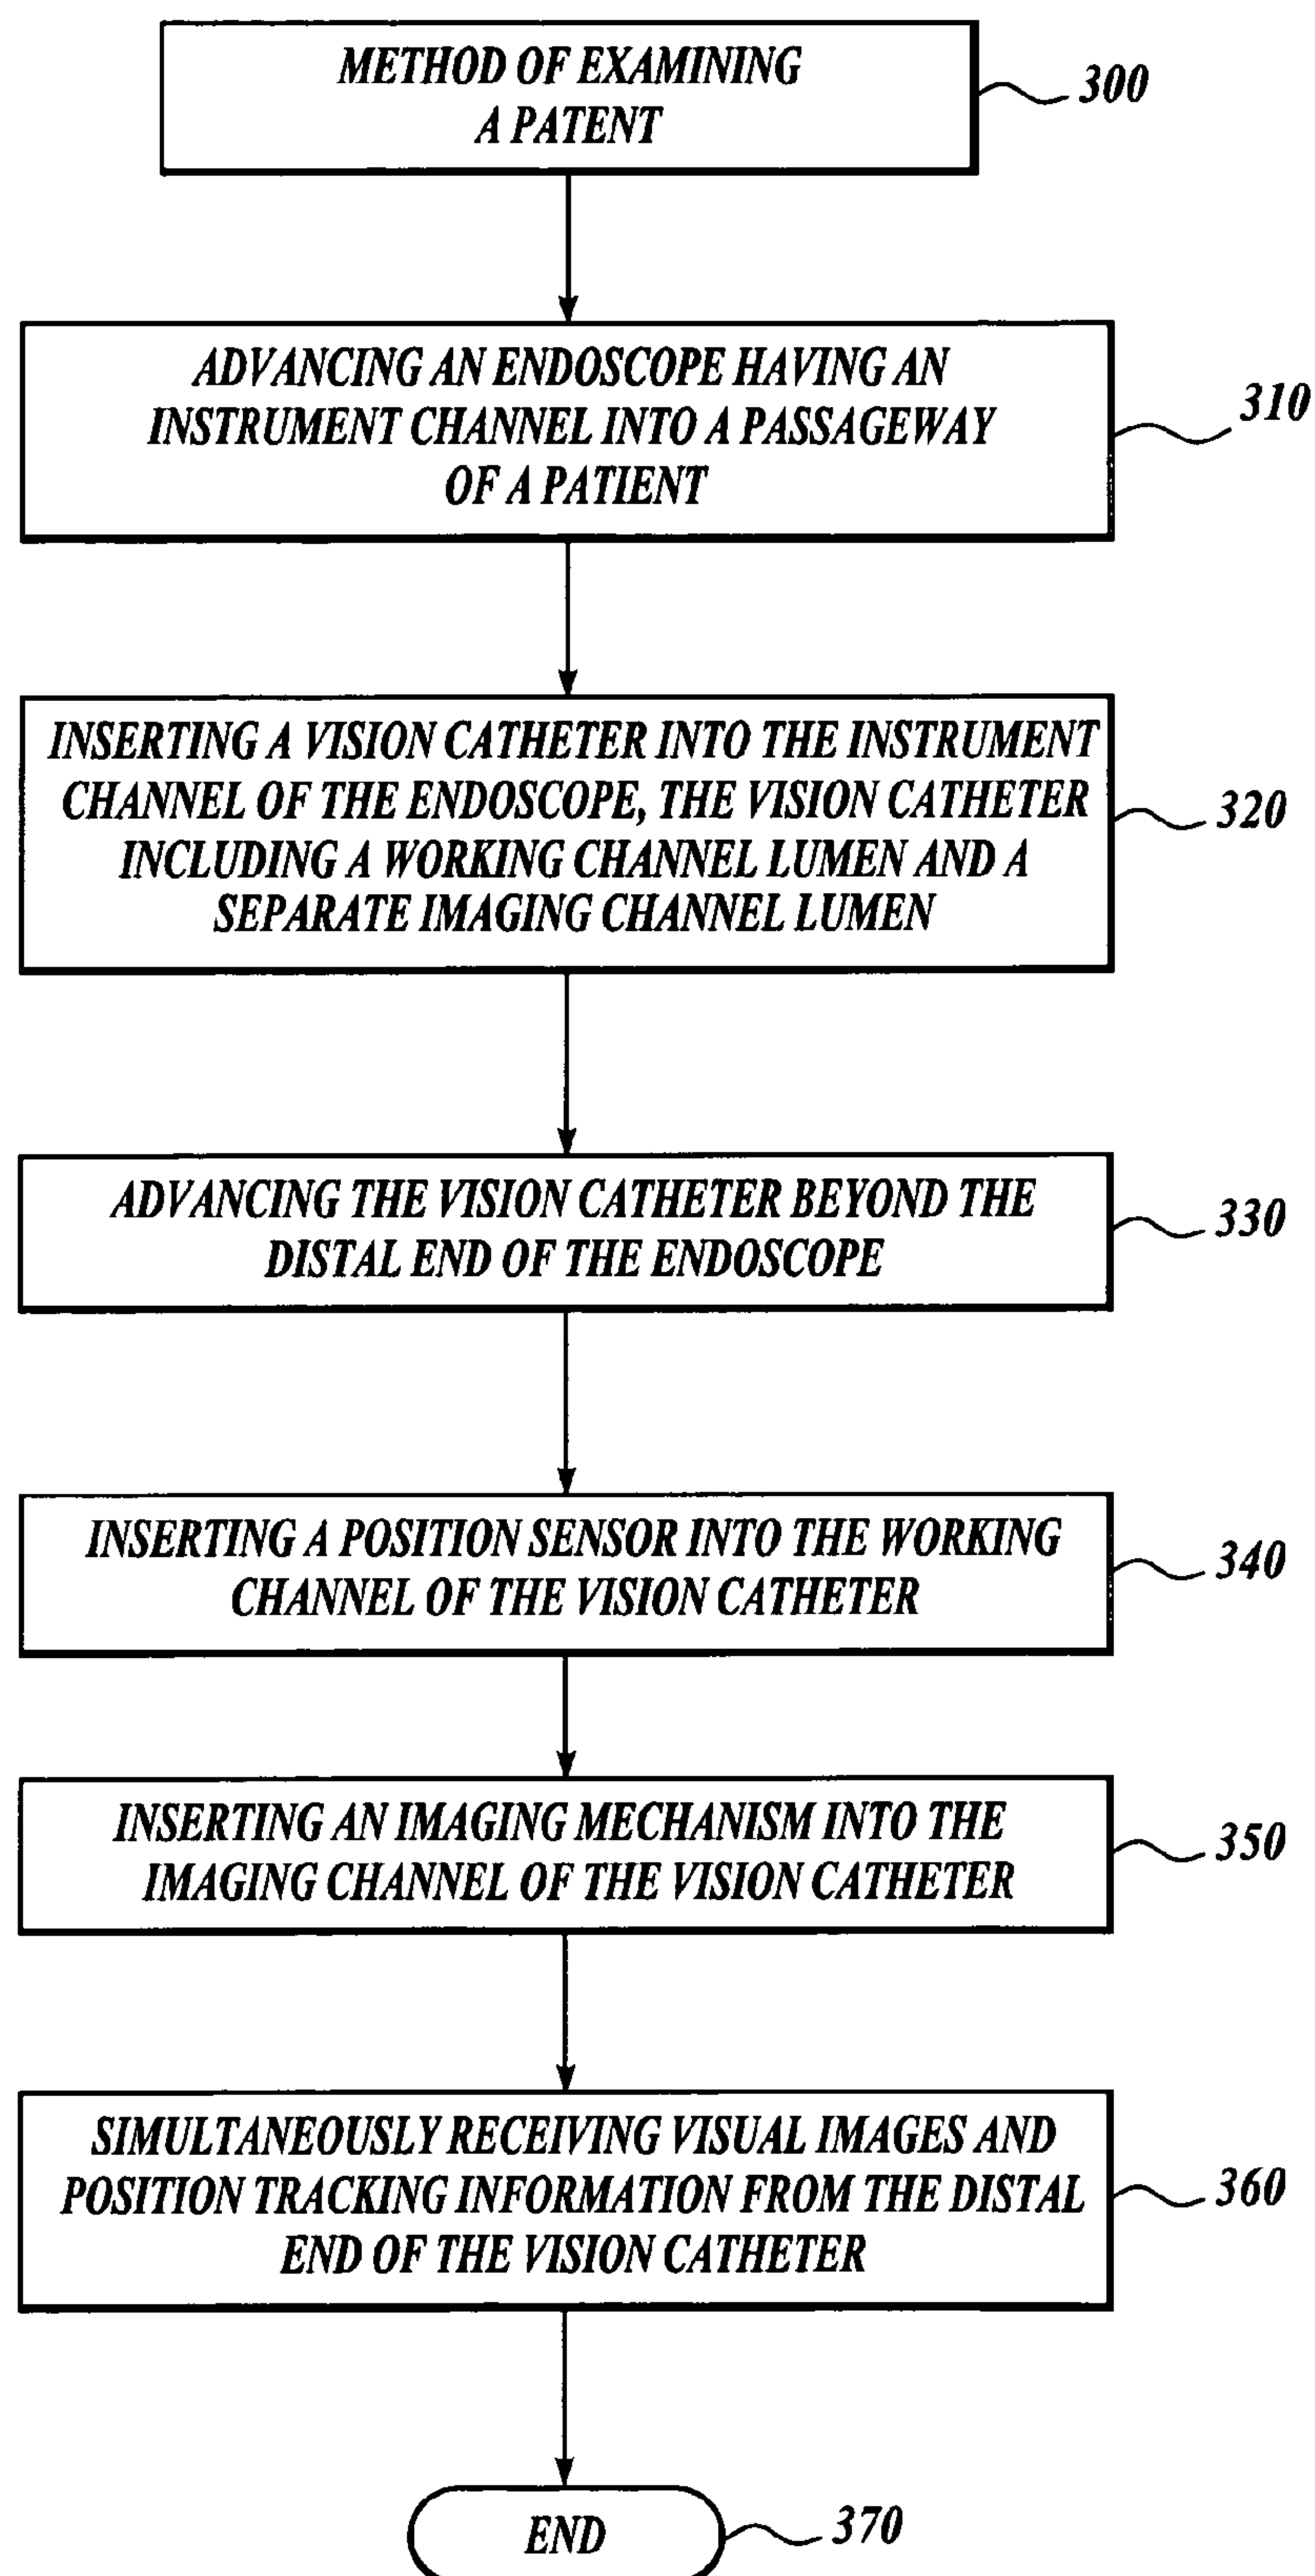 METHOD OF EXAMINING
A PATENT
300
ADVANCING AN ENDOSCOPE HAVING AN
INSTRUMENT CHANNEL INTO A PASSAGEWAY
OF A PATIENT
310
INSERTING A VISION CATHETER INTO THE INSTRUMENT
CHANNEL OF THE ENDOSCOPE, THE VISION CATHETER
INCLUDING A WORKING CHANNEL LUMEN AND A
SEPARATE IMAGING CHANNEL LUMEN
320
ADVANCING THE VISION CATHETER BEYOND THE
DISTAL END OF THE ENDOSCOPE
330
INSERTING A POSITION SENSOR INTO THE WORKING
CHANNEL OF THE VISION CATHETER
340
INSERTING AN IMAGING MECHANISM INTO THE
IMAGING CHANNEL OF THE VISION CATHETER
350
SIMULTANEOUSLY RECEIVING VISUAL IMAGES AND
POSITION TRACKING INFORMATION FROM THE DISTAL
END OF THE VISION CATHETER
360
END
370